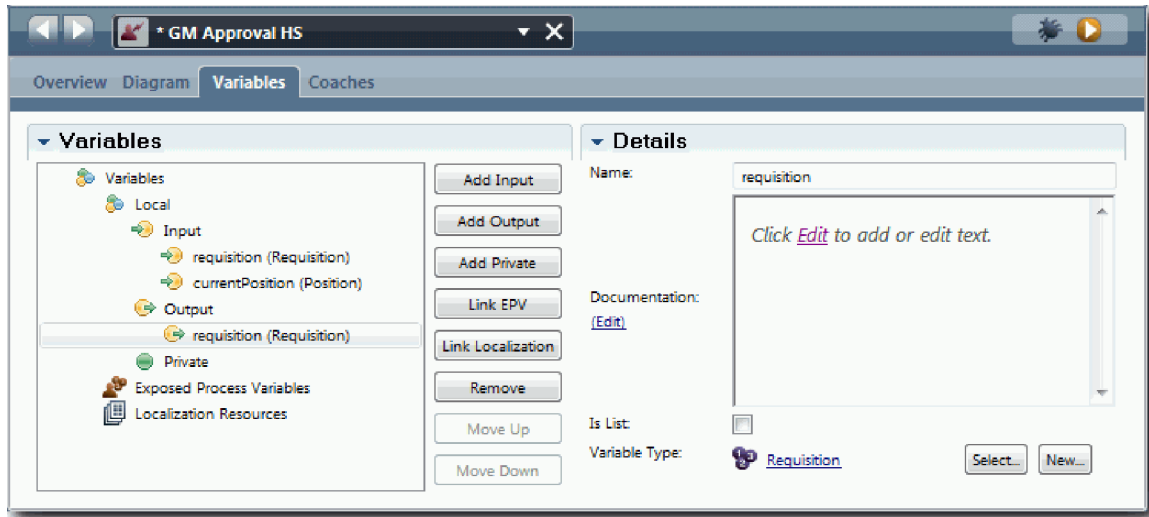 * GM Approval HS
Overview Diagram Variables Coaches
Variables
Variables
Local
Input
requisition (Requisition)
currentPosition (Position)
Output
requisition (Requisition)
Private
Exposed Process Variables
Localization Resources
Add Input
Add Output
Add Private
Link EPV
Link Localization
Remove
Move Up
Move Down
Details
Name: requisition
Click Edit to add or edit text.
Documentation:
(Edit)
Is List:
Variable Type: Requisition Select... New...